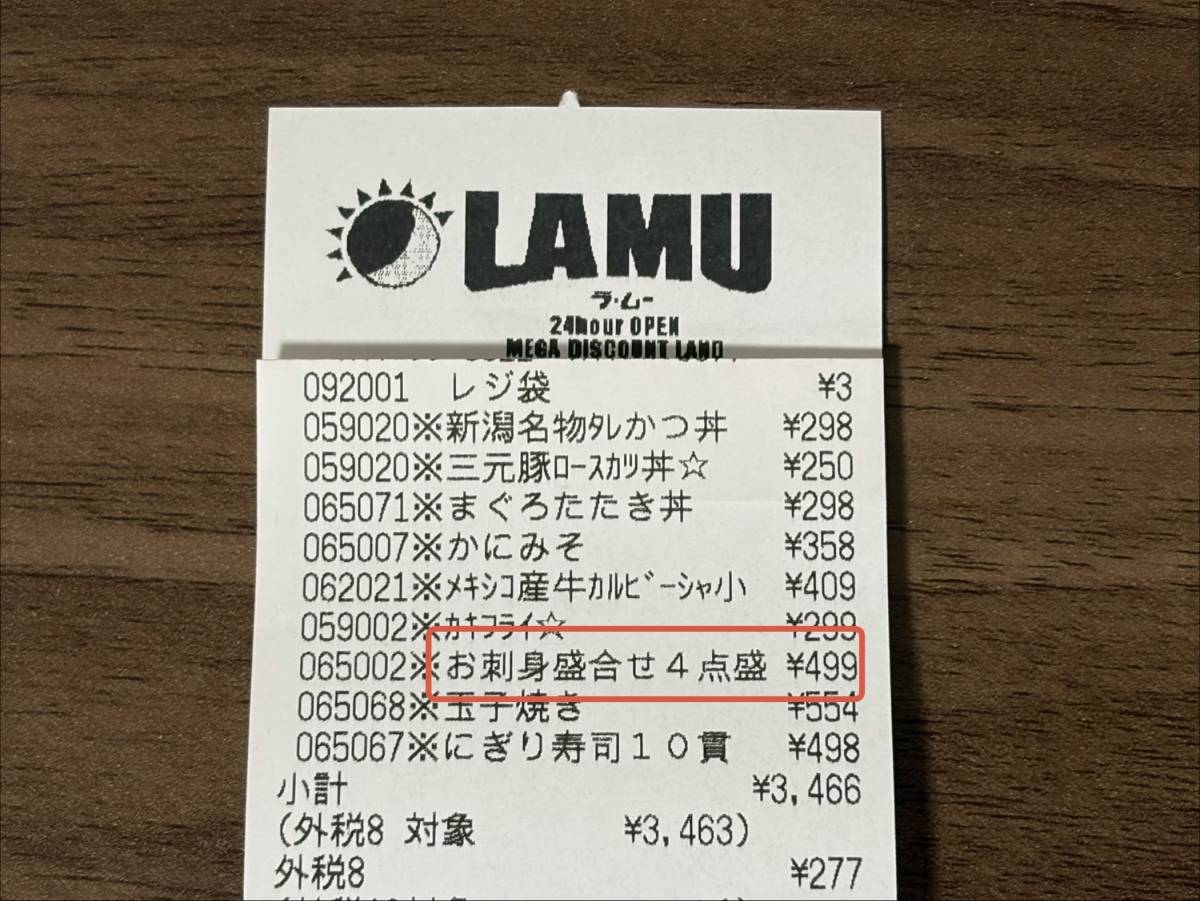 LAMU
ラ・ムー
24hour OPEN
MEGA DISCOUNT LAND
092001 レジ袋 ¥3
059020※新潟名物ﾀﾚかつ丼 ¥298
059020※三元豚ﾛｰｽｶﾂ丼☆ ¥250
065071※まぐろたたき丼 ¥298
065007※かにみそ ¥358
062021※ﾒｷｼｺ産牛ｶﾙﾋﾞｰｼｬﾊ小 ¥409
059002※ｶｷﾌﾗｲ☆ ¥299
065002※お刺身盛合せ４点盛 ¥499
065068※玉子焼き ¥554
065067※にぎり寿司１０貫 ¥498
小計 ¥3,466
(外税8 対象 ¥3,463)
外税8 ¥277